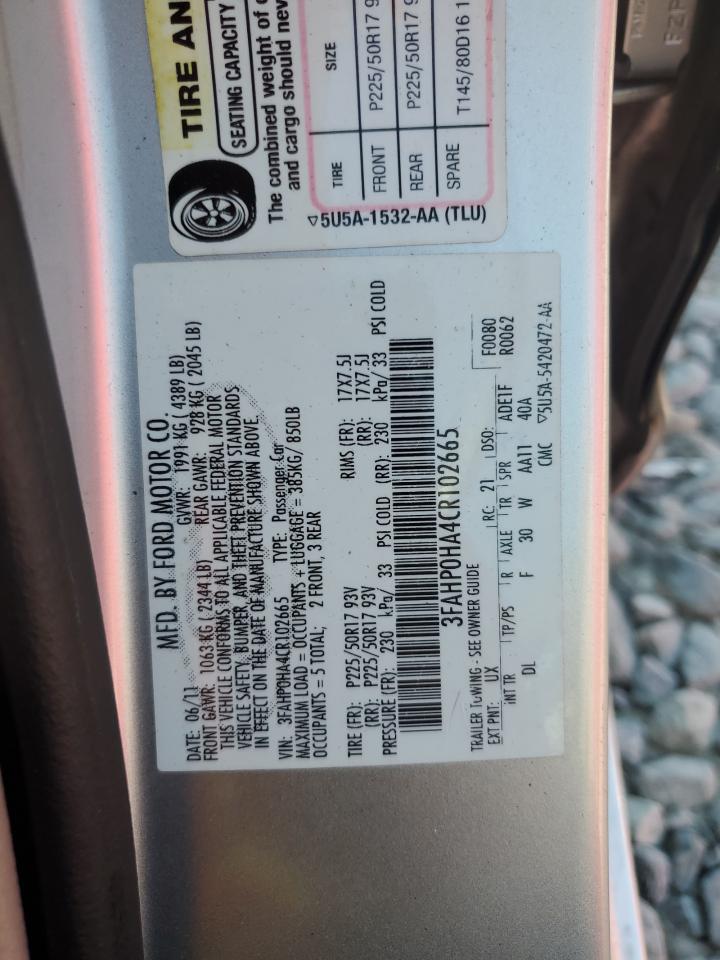 MFD. BY FORD MOTOR CO.
DATE: 06/11 GVWR: 1991 KG ( 4389 LB)
FRONT GAWR: 1063 KG ( 2344 LB) REAR GAWR: 928 KG ( 2045 LB)
THIS VEHICLE CONFORMS TO ALL APPLICABLE FEDERAL MOTOR
VEHICLE SAFETY, BUMPER, AND THEFT PREVENTION STANDARDS
IN EFFECT ON THE DATE OF MANUFACTURE SHOWN ABOVE
VIN: 3FAHP0HA4CR102665 TYPE: Passenger Car
MAXIMUM LOAD = OCCUPANTS + LUGGAGE = 385KG/ 850LB
OCCUPANTS = 5 TOTAL: 2 FRONT, 3 REAR
TIRE (FR): P225/50R17 93V RIMS (FR): 17X7.5J
(RR): P225/50R17 93V (RR): 17X7.5J
PRESSURE (FR): 230 kPa/ 33 PSI COLD (RR): 230 kPa/ 33 PSI COLD
3FAHP0HA4CR102665
TRAILER TOWING - SEE OWNER GUIDE
EXT PNT: UX RC: 21 DSO: F0080
R0062
INT TR TP/PS R AXLE TR SPR ADE1F
DL F 30 W AA11 40A
CMC ▽5U5A-5420472-AA
TIRE AN
SEATING CAPACITY
The combined weight of
and cargo should nev
TIRE SIZE
FRONT P225/50R17 9
REAR P225/50R17 9
SPARE T145/80D16 1
▽5U5A-1532-AA (TLU)